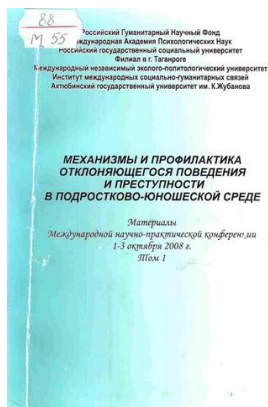 88
М 55
Российский Гуманитарный Научный Фонд
Международная Академия Психологических Наук
Российский государственный социальный университет
Филиал в г. Таганроге
Международный независимый эколого-политологический университет
Институт международных социально-гуманитарных связей
Актюбинский государственный университет им. К.Жубанова
МЕХАНИЗМЫ И ПРОФИЛАКТИКА
ОТКЛОНЯЮЩЕГОСЯ ПОВЕДЕНИЯ
И ПРЕСТУПНОСТИ
В ПОДРОСТКОВО-ЮНОШЕСКОЙ СРЕДЕ
Материалы
Международной научно-практической конференции
1-3 октября 2008 г.
Том 1